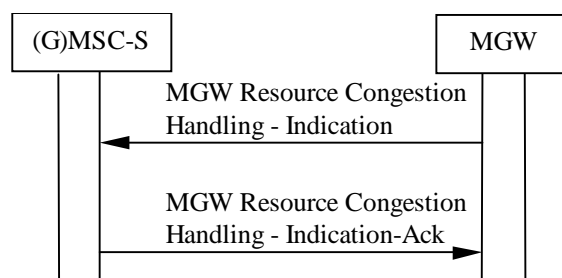 (G)MSC-S
MGW
MGW Resource Congestion
Handling - Indication
MGW Resource Congestion
Handling - Indication-Ack